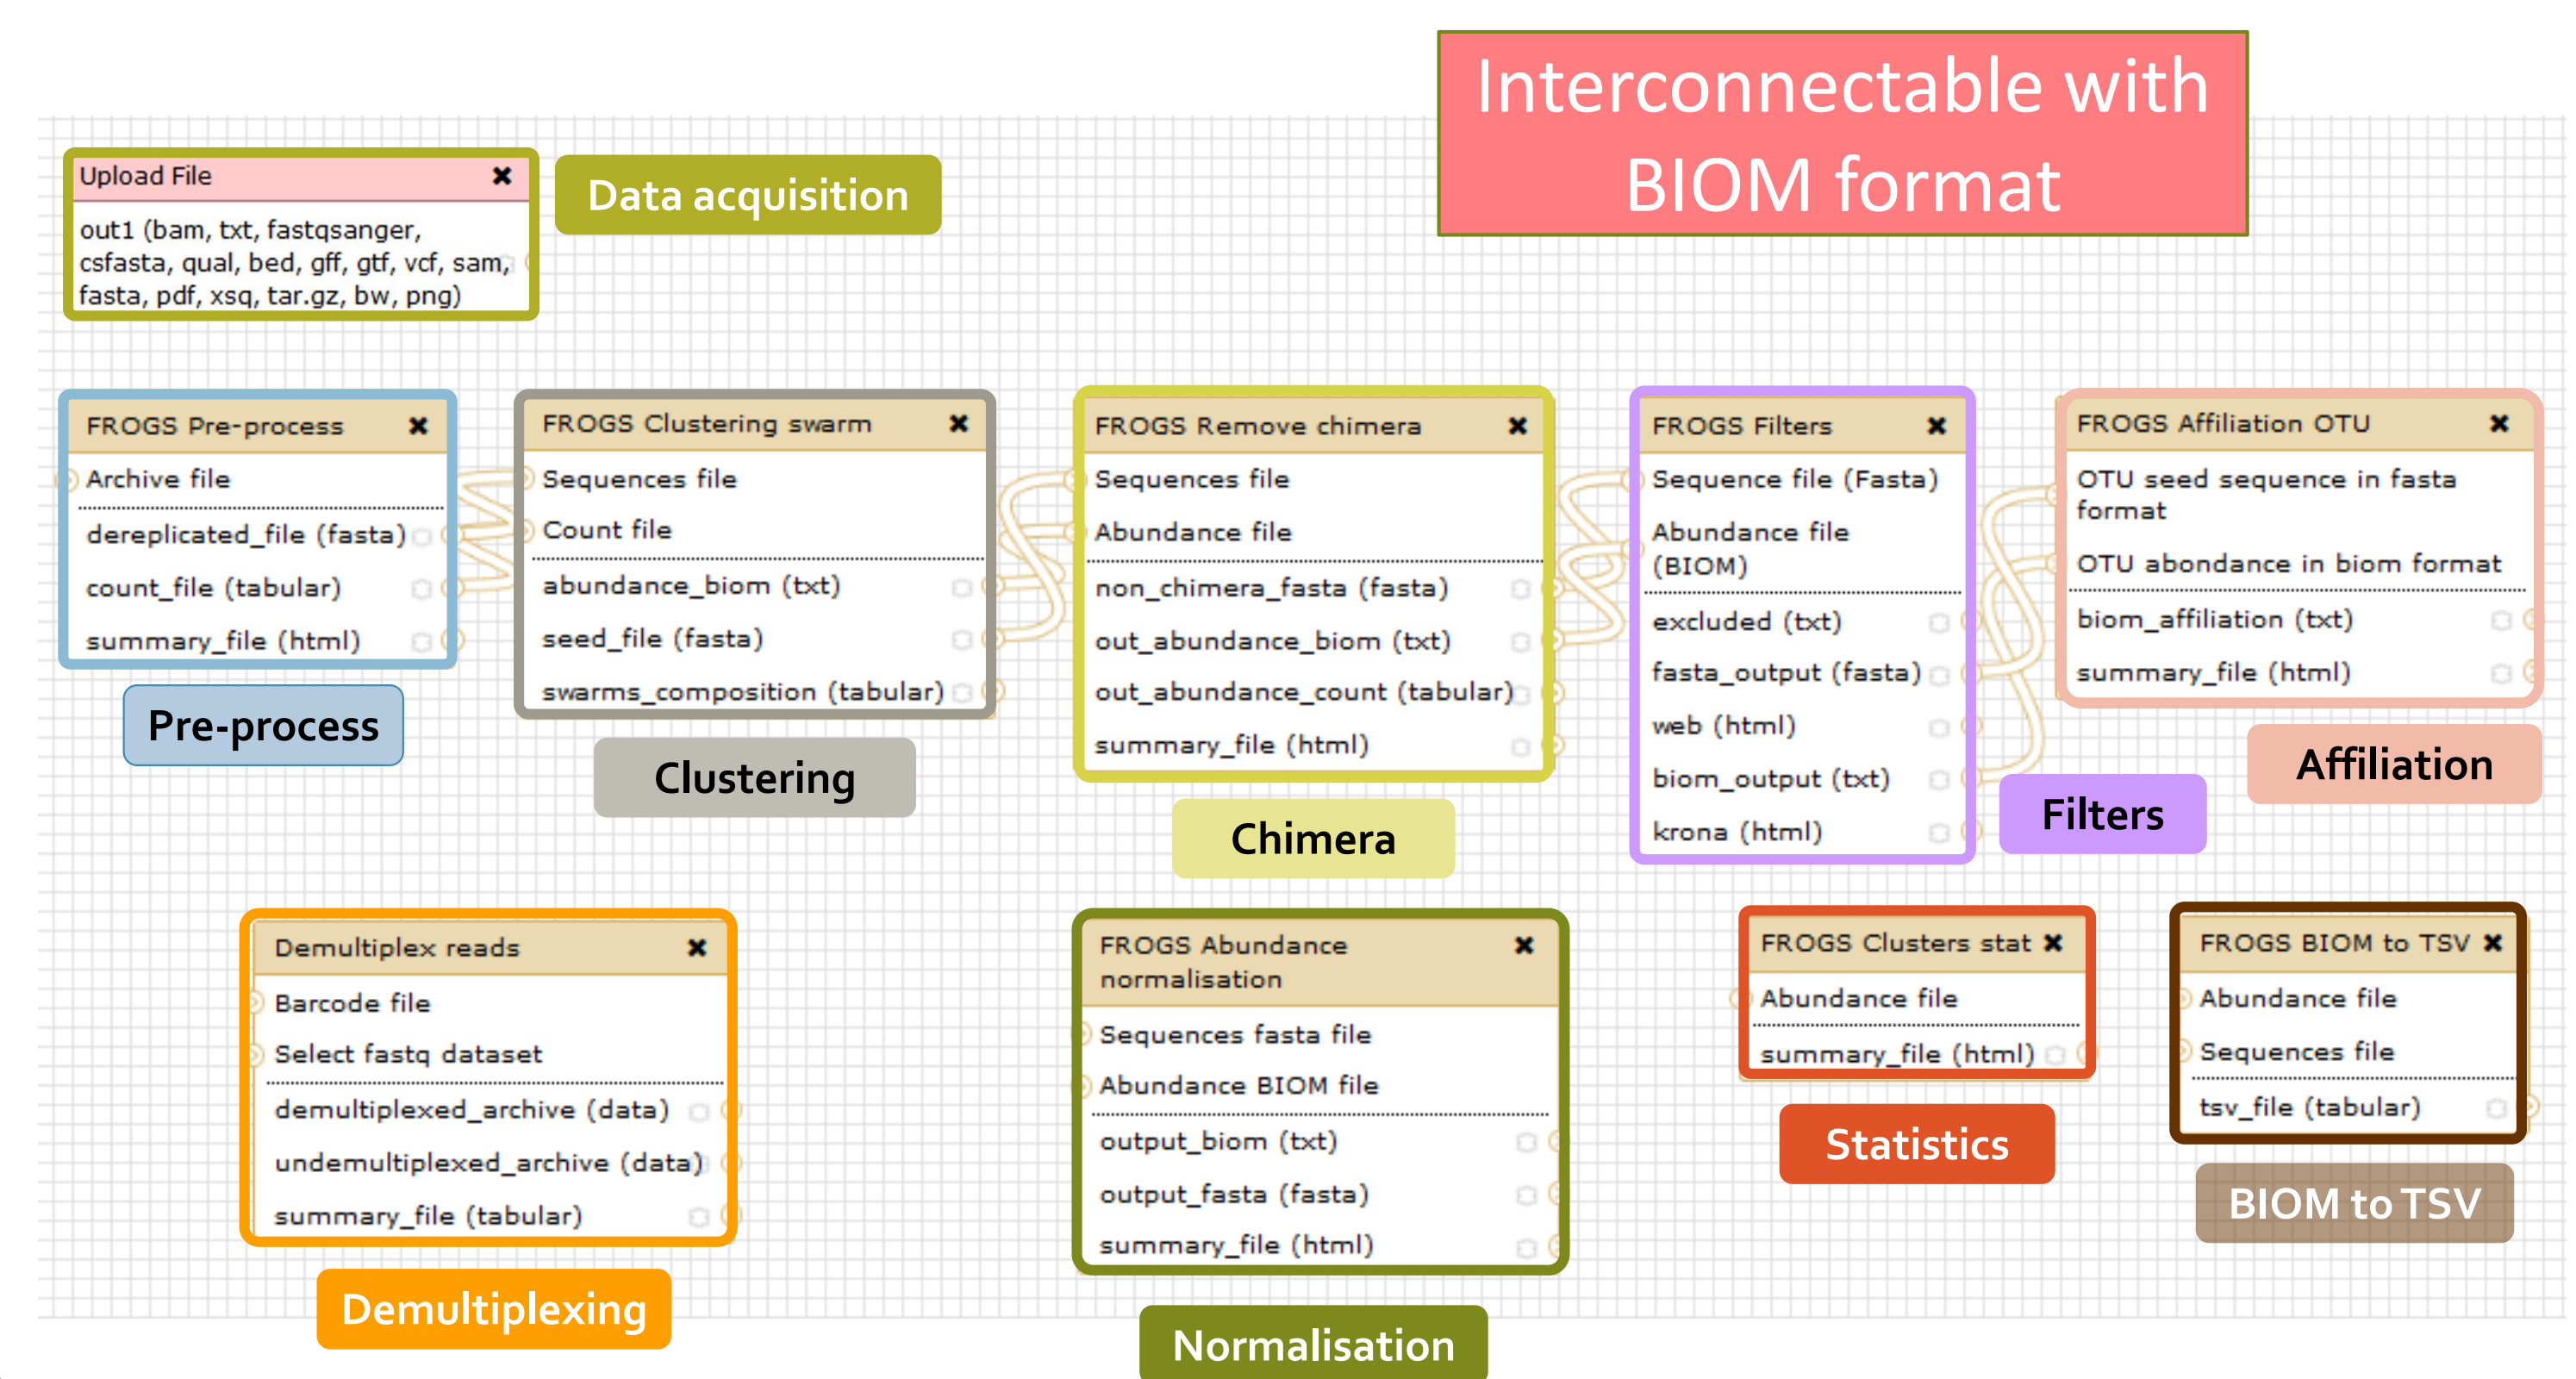 Interconnectable with
BIOM format
Upload File
out1 (bam, txt, fastqsanger,
csfasta, qual, bed, gff, gtf, vcf, sam,
fasta, pdf, xsq, tar.gz, bw, png)
Data acquisition
FROGS Pre-process
Archive file
dereplicated_file (fasta)
count_file (tabular)
summary_file (html)
Pre-process
FROGS Clustering swarm
Sequences file
Count file
abundance_biom (txt)
seed_file (fasta)
swarms_composition (tabular)
Clustering
FROGS Remove chimera
Sequences file
Abundance file
non_chimera_fasta (fasta)
out_abundance_biom (txt)
out_abundance_count (tabular)
summary_file (html)
Chimera
FROGS Filters
Sequence file (Fasta)
Abundance file
(BIOM)
excluded (txt)
fasta_output (fasta)
web (html)
biom_output (txt)
krona (html)
Filters
FROGS Affiliation OTU
OTU seed sequence in fasta
format
OTU abondance in biom format
biom_affiliation (txt)
summary_file (html)
Affiliation
Demultiplex reads
Barcode file
Select fastq dataset
demultiplexed_archive (data)
undemultiplexed_archive (data)
summary_file (tabular)
Demultiplexing
FROGS Abundance
normalisation
Sequences fasta file
Abundance BIOM file
output_biom (txt)
output_fasta (fasta)
summary_file (html)
Normalisation
FROGS Clusters stat
Abundance file
summary_file (html)
Statistics
FROGS BIOM to TSV
Abundance file
Sequences file
tsv_file (tabular)
BIOM to TSV